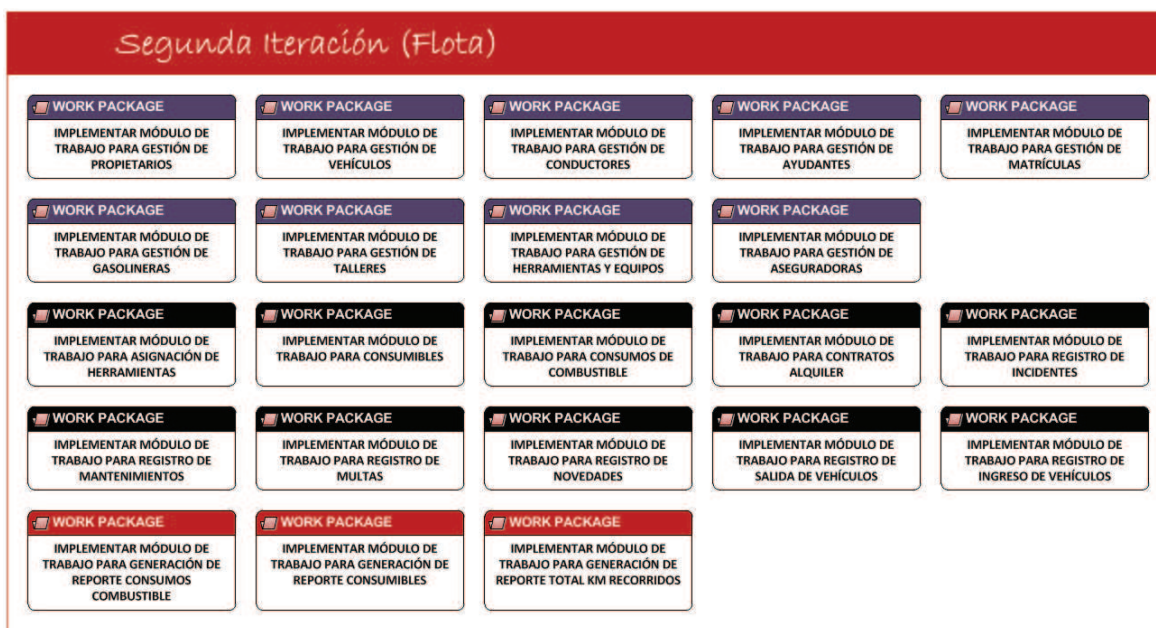 Segunda Iteración (Flota)
WORK PACKAGE
IMPLEMENTAR MÓDULO DE
TRABAJO PARA GESTIÓN DE
PROPIETARIOS
WORK PACKAGE
IMPLEMENTAR MÓDULO DE
TRABAJO PARA GESTIÓN DE
VEHÍCULOS
WORK PACKAGE
IMPLEMENTAR MÓDULO DE
TRABAJO PARA GESTIÓN DE
CONDUCTORES
WORK PACKAGE
IMPLEMENTAR MÓDULO DE
TRABAJO PARA GESTIÓN DE
AYUDANTES
WORK PACKAGE
IMPLEMENTAR MÓDULO DE
TRABAJO PARA GESTIÓN DE
MATRÍCULAS
WORK PACKAGE
IMPLEMENTAR MÓDULO DE
TRABAJO PARA GESTIÓN DE
GASOLINERAS
WORK PACKAGE
IMPLEMENTAR MÓDULO DE
TRABAJO PARA GESTIÓN DE
TALLERES
WORK PACKAGE
IMPLEMENTAR MÓDULO DE
TRABAJO PARA GESTIÓN DE
HERRAMIENTAS Y EQUIPOS
WORK PACKAGE
IMPLEMENTAR MÓDULO DE
TRABAJO PARA GESTIÓN DE
ASEGURADORAS
WORK PACKAGE
IMPLEMENTAR MÓDULO DE
TRABAJO PARA ASIGNACIÓN DE
HERRAMIENTAS
WORK PACKAGE
IMPLEMENTAR MÓDULO DE
TRABAJO PARA CONSUMIBLES
WORK PACKAGE
IMPLEMENTAR MÓDULO DE
TRABAJO PARA CONSUMOS DE
COMBUSTIBLE
WORK PACKAGE
IMPLEMENTAR MÓDULO DE
TRABAJO PARA CONTRATOS
ALQUILER
WORK PACKAGE
IMPLEMENTAR MÓDULO DE
TRABAJO PARA REGISTRO DE
INCIDENTES
WORK PACKAGE
IMPLEMENTAR MÓDULO DE
TRABAJO PARA REGISTRO DE
MANTENIMIENTOS
WORK PACKAGE
IMPLEMENTAR MÓDULO DE
TRABAJO PARA REGISTRO DE
MULTAS
WORK PACKAGE
IMPLEMENTAR MÓDULO DE
TRABAJO PARA REGISTRO DE
NOVEDADES
WORK PACKAGE
IMPLEMENTAR MÓDULO DE
TRABAJO PARA REGISTRO DE
SALIDA DE VEHÍCULOS
WORK PACKAGE
IMPLEMENTAR MÓDULO DE
TRABAJO PARA REGISTRO DE
INGRESO DE VEHÍCULOS
WORK PACKAGE
IMPLEMENTAR MÓDULO DE
TRABAJO PARA GENERACIÓN DE
REPORTE CONSUMOS
COMBUSTIBLE
WORK PACKAGE
IMPLEMENTAR MÓDULO DE
TRABAJO PARA GENERACIÓN DE
REPORTE CONSUMIBLES
WORK PACKAGE
IMPLEMENTAR MÓDULO DE
TRABAJO PARA GENERACIÓN DE
REPORTE TOTAL KM RECORRIDOS